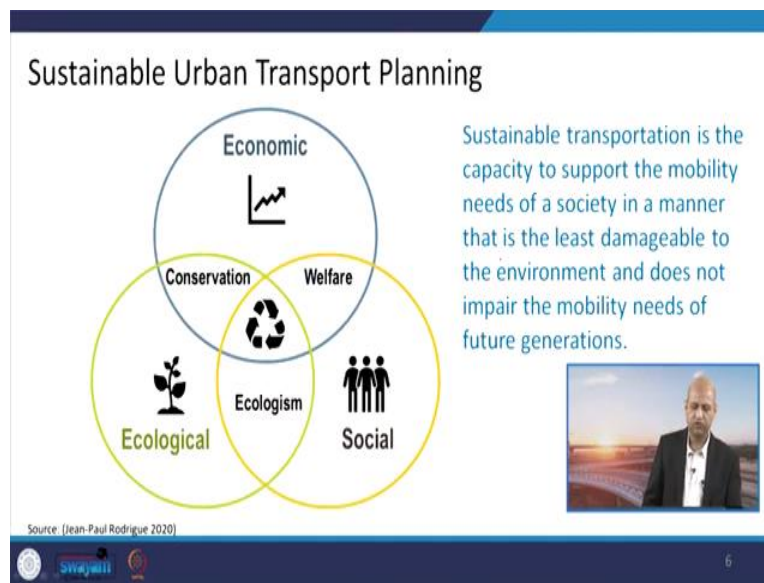 Sustainable Urban Transport Planning
Economic
Conservation
Welfare
Ecologism
Ecological
Social
Sustainable transportation is the
capacity to support the mobility
needs of a society in a manner
that is the least damageable to
the environment and does not
impair the mobility needs of
future generations.
Source: (Jean-Paul Rodrigue 2020)
swayam
6